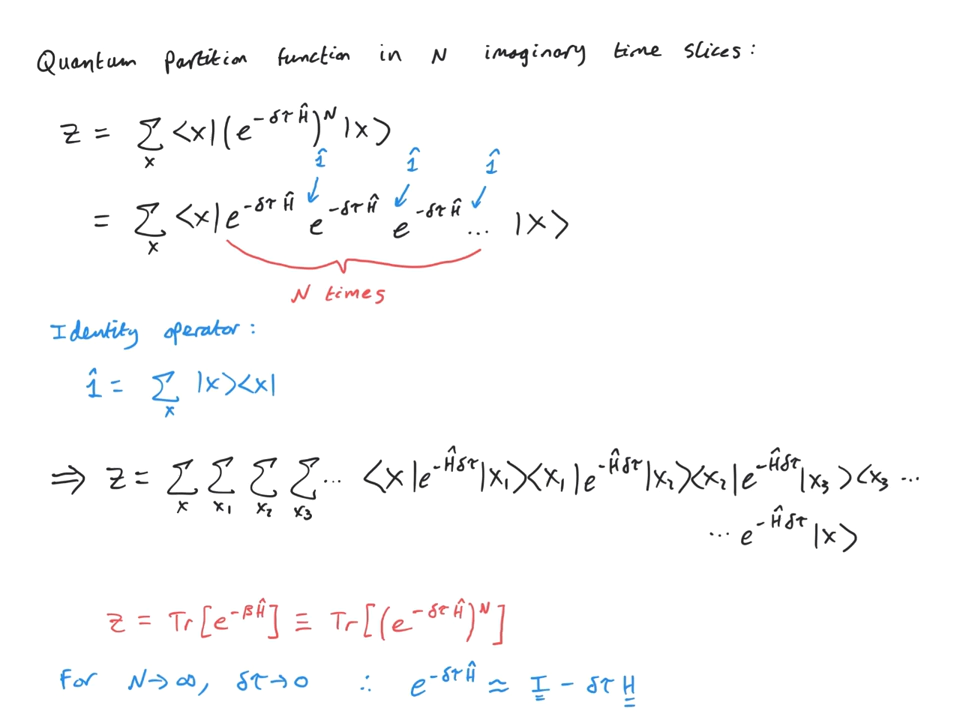 Quantum partition function in N imaginary time slices:
Z = Σ_x <x|(e^{-δτĤ})^N|x>
1̂ 1̂ 1̂
= Σ_x <x|e^{-δτĤ} e^{-δτĤ} e^{-δτĤ} ... |x>
N times
Identity operator:
1̂ = Σ_x |x><x|
⇒ Z = Σ_x Σ_{x₁} Σ_{x₂} Σ_{x₃} ... <x|e^{-Ĥδτ}|x₁><x₁|e^{-Ĥδτ}|x₂><x₂|e^{-Ĥδτ}|x₃><x₃ ...
... e^{-Ĥδτ}|x>
Z = Tr[e^{-βĤ}] ≡ Tr[(e^{-δτĤ})^N]
For N→∞, δτ→0 ∴ e^{-δτĤ} ≈ I - δτ H